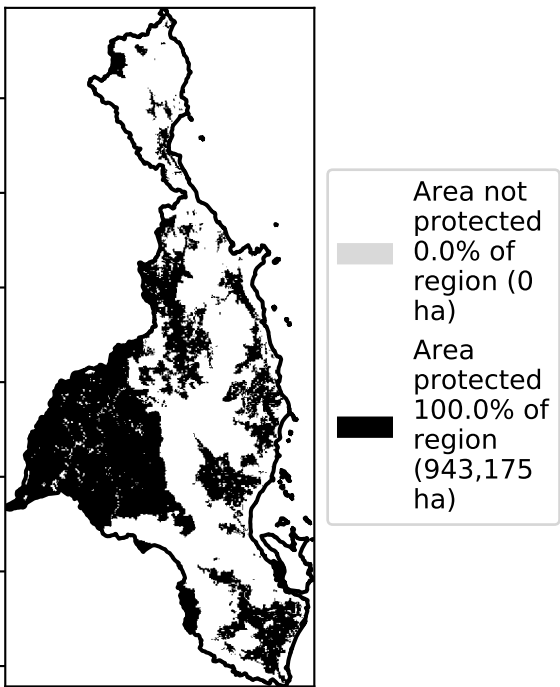 Area not
protected
0.0% of
region (0
ha)
Area
protected
100.0% of
region
(943,175
ha)